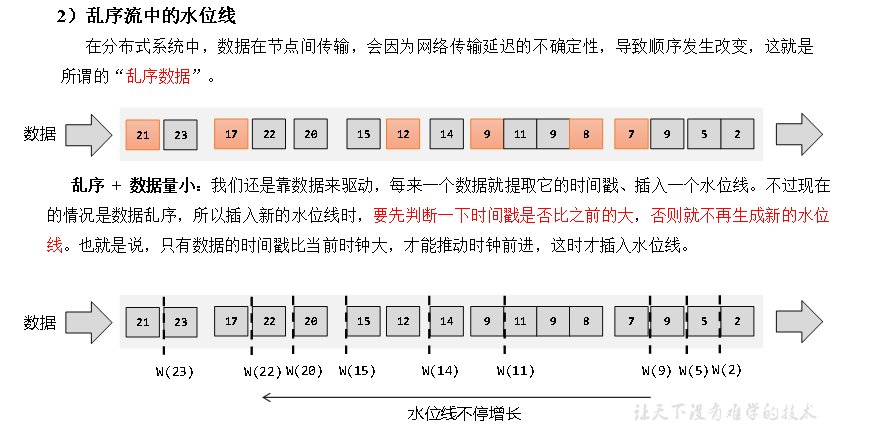 2）乱序流中的水位线
在分布式系统中，数据在节点间传输，会因为网络传输延迟的不确定性，导致顺序发生改变，这就是
所谓的“乱序数据”。
数据 21 23 17 22 20 15 12 14 9 11 9 8 7 9 5 2
乱序 + 数据量小：我们还是靠数据来驱动，每来一个数据就提取它的时间戳、插入一个水位线。不过现在
的情况是数据乱序，所以插入新的水位线时，要先判断一下时间戳是否比之前的大，否则就不再生成新的水位
线。也就是说，只有数据的时间戳比当前时钟大，才能推动时钟前进，这时才插入水位线。
数据 21 23 17 22 20 15 12 14 9 11 9 8 7 9 5 2
W(23) W(22) W(20) W(15) W(14) W(11) W(9) W(5) W(2)
水位线不停增长
让天下没有难学的技术